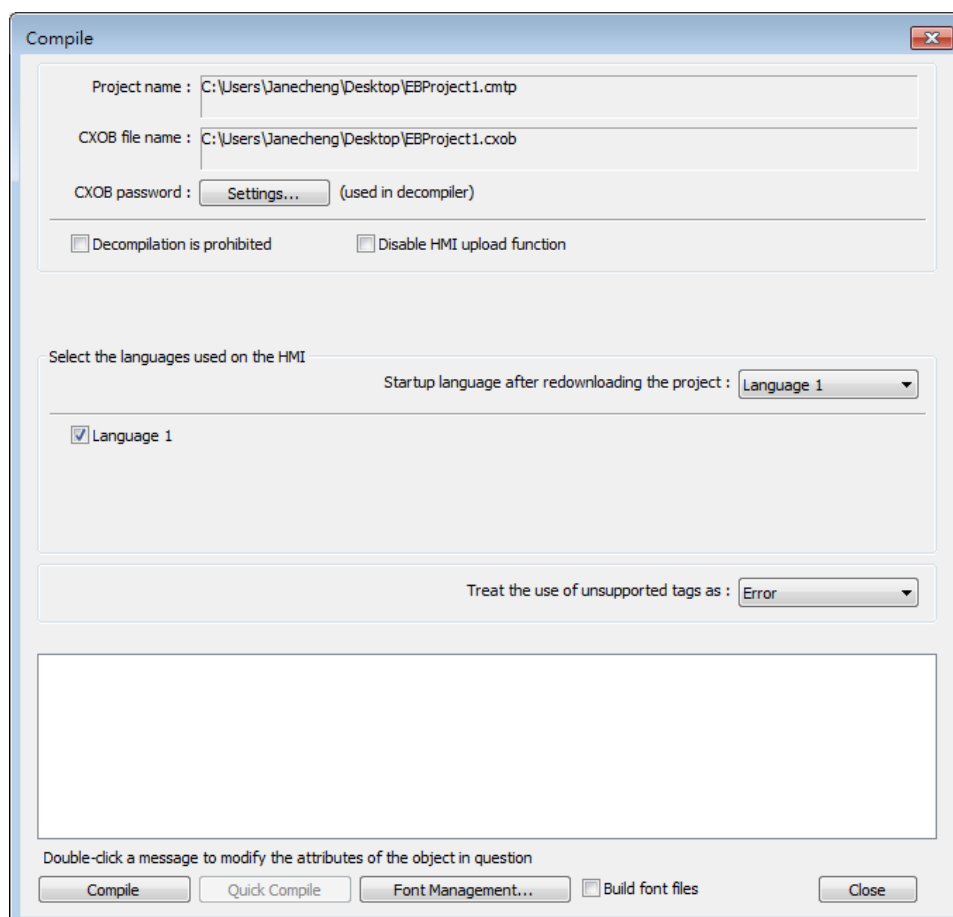 Compile
Project name : C:\Users\Janecheng\Desktop\EBProject1.cmtp
CXOB file name : C:\Users\Janecheng\Desktop\EBProject1.cxob
CXOB password : Settings... (used in decompiler)
Decompilation is prohibited Disable HMI upload function
Select the languages used on the HMI
Startup language after redownloading the project : Language 1
Language 1
Treat the use of unsupported tags as : Error
Double-click a message to modify the attributes of the object in question
Compile Quick Compile Font Management... Build font files Close